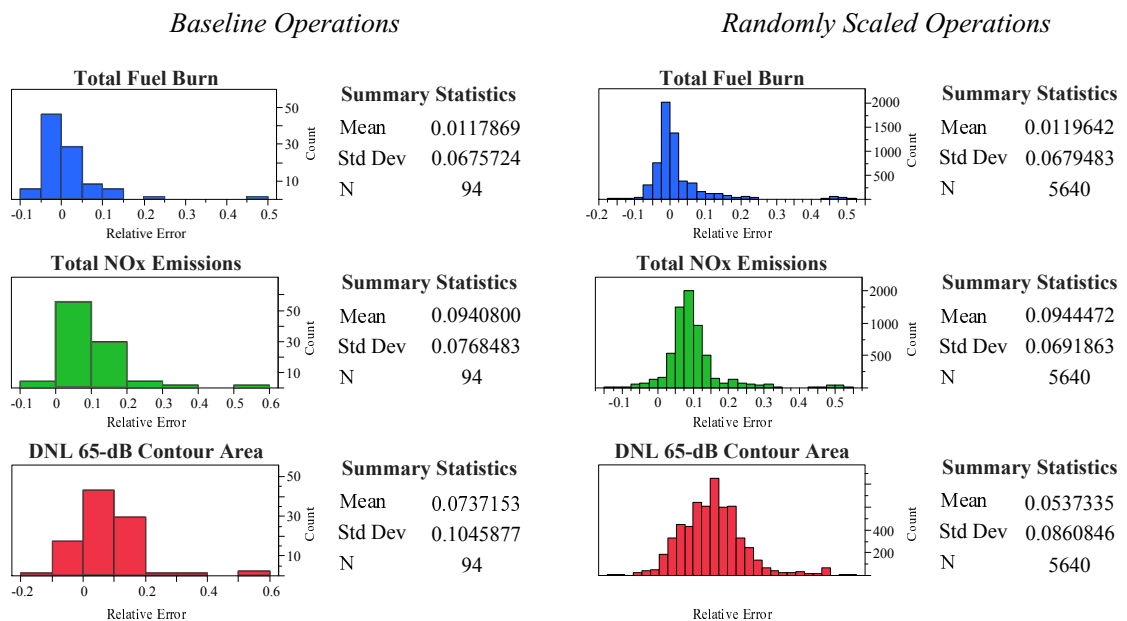 Baseline Operations
Randomly Scaled Operations
Total Fuel Burn
50
30
10
Count
-0.1 0 0.1 0.2 0.3 0.4 0.5
Relative Error
Summary Statistics
Mean 0.0117869
Std Dev 0.0675724
N 94
Total Fuel Burn
2000
1500
1000
500
Count
-0.2 -0.1 0 0.1 0.2 0.3 0.4 0.5
Relative Error
Summary Statistics
Mean 0.0119642
Std Dev 0.0679483
N 5640
Total NOx Emissions
50
30
10
Count
-0.1 0 0.1 0.2 0.3 0.4 0.5 0.6
Relative Error
Summary Statistics
Mean 0.0940800
Std Dev 0.0768483
N 94
Total NOx Emissions
2000
1000
500
Count
-0.1 0 0.1 0.2 0.3 0.4 0.5
Relative Error
Summary Statistics
Mean 0.0944472
Std Dev 0.0691863
N 5640
DNL 65-dB Contour Area
50
30
10
Count
-0.2 0 0.2 0.4 0.6
Relative Error
Summary Statistics
Mean 0.0737153
Std Dev 0.1045877
N 94
DNL 65-dB Contour Area
400
200
Count
Relative Error
Summary Statistics
Mean 0.0537335
Std Dev 0.0860846
N 5640